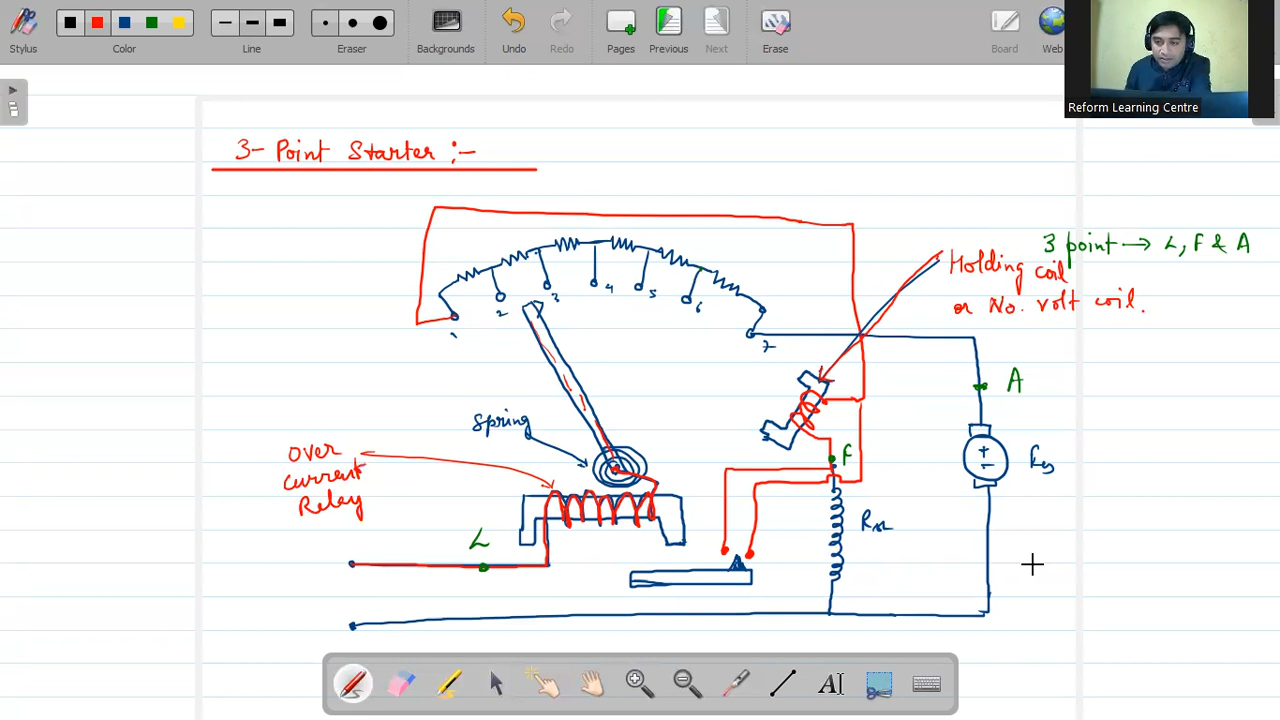 Stylus
Color
Line
Eraser
Backgrounds
Undo
Redo
Pages
Previous
Next
Erase
Board
Web
Reform Learning Centre
3- Point Starter :-
3 point → L, F & A
Holding coil
or No. volt coil.
1
2
3
4
5
6
7
A
Spring
F
Over
current
Relay
L
+
-
AI